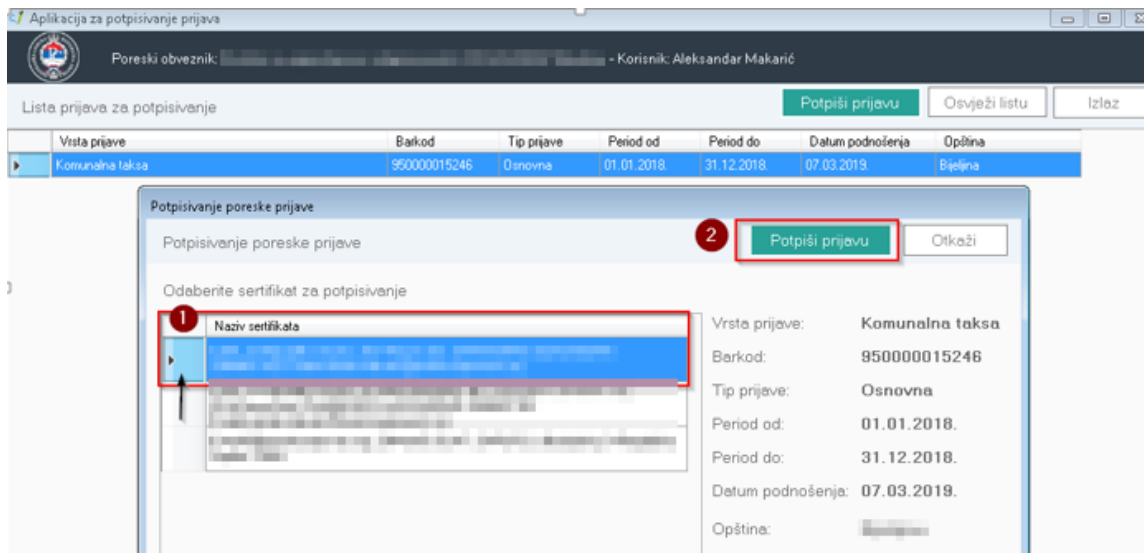 Aplikacija za potpisivanje prijava
Poreski obveznik: - Korisnik: Aleksandar Makarić
Lista prijava za potpisivanje Potpiši prijavu Osvježi listu Izlaz
Vrsta prijave Barkod Tip prijave Period od Period do Datum podnošenja Opština
Komunalna taksa 950000015246 Osnovna 01.01.2018. 31.12.2018. 07.03.2019. Bijeljina
Potpisivanje poreske prijave
Potpisivanje poreske prijave 2 Potpiši prijavu Otkaži
Odaberite sertifikat za potpisivanje
1 Naziv sertifikata
Vrsta prijave: Komunalna taksa
Barkod: 950000015246
Tip prijave: Osnovna
Period od: 01.01.2018.
Period do: 31.12.2018.
Datum podnošenja: 07.03.2019.
Opština: